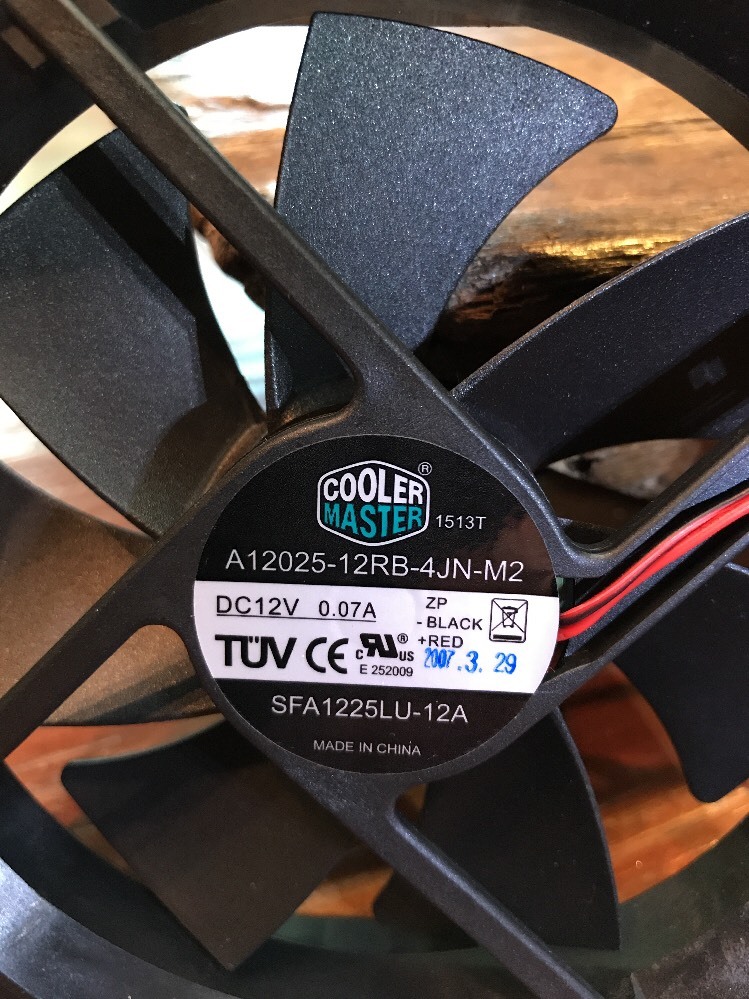 COOLER
MASTER ®
1513T
A12025-12RB-4JN-M2
DC12V 0.07A
ZP
-BLACK
+RED
TÜV CE c RU ® US
E 252009
2007.3.29
SFA1225LU-12A
MADE IN CHINA